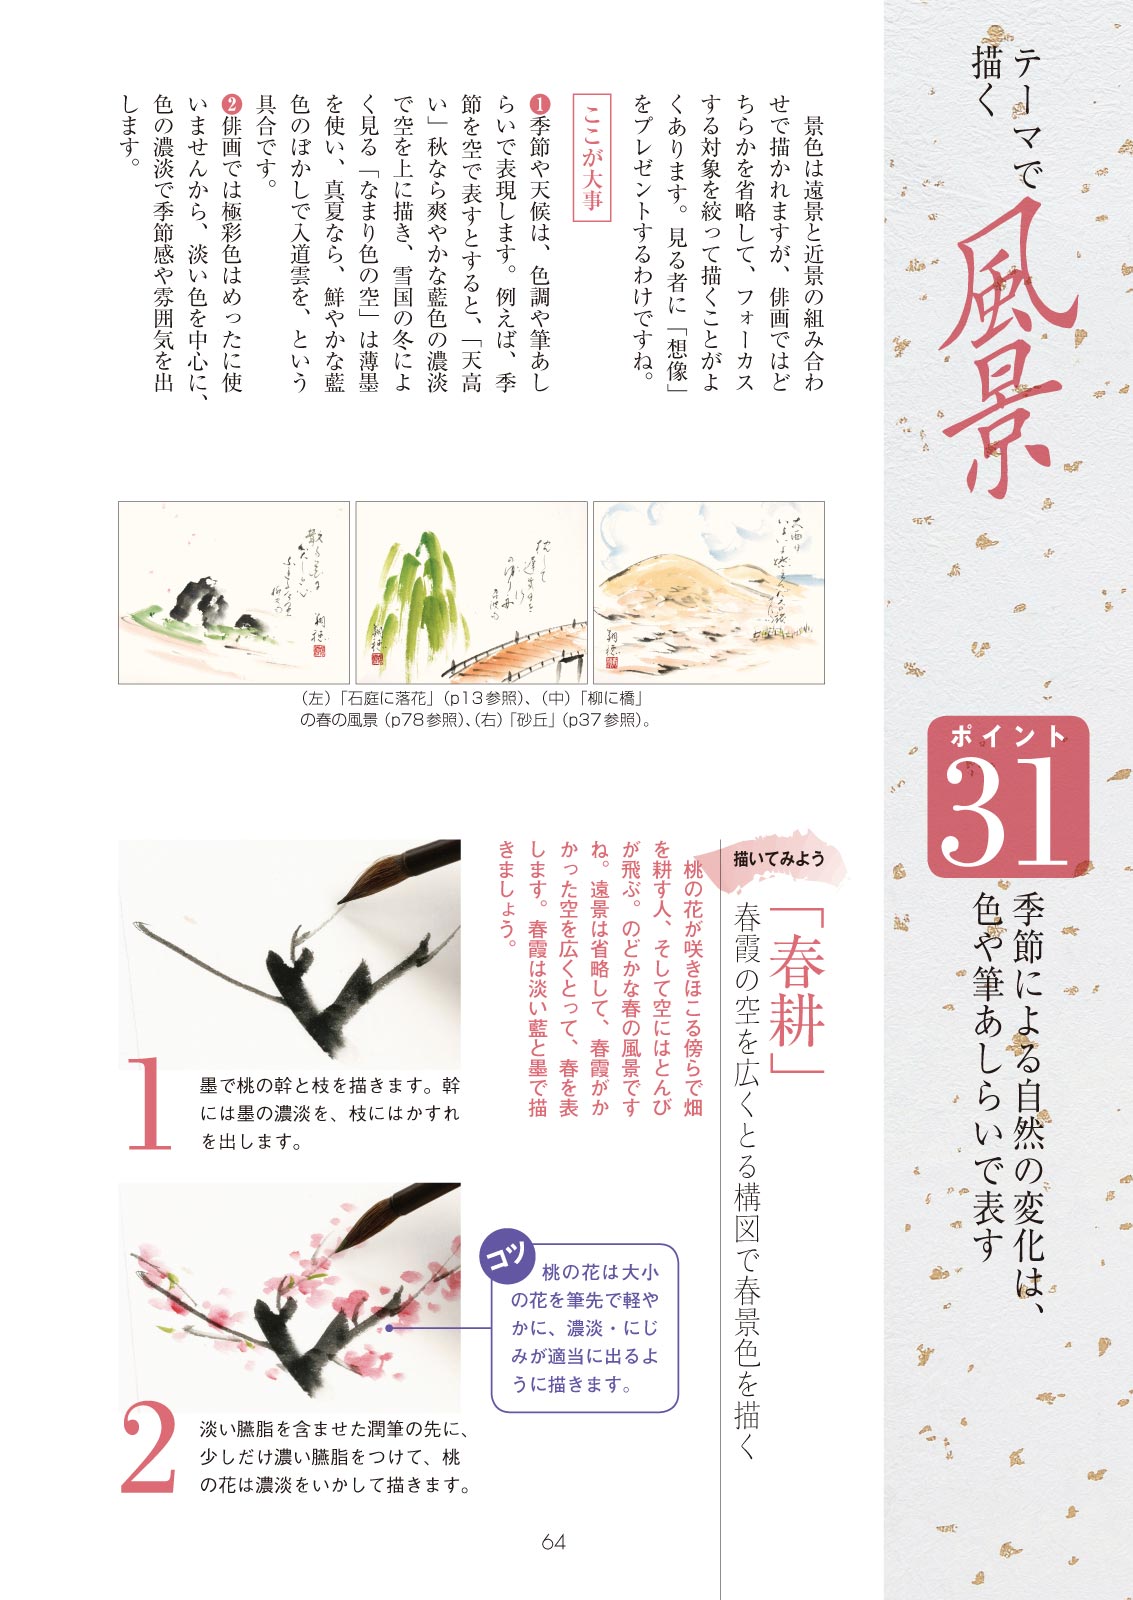 テーマで
描く
風景
ポイント
31
季節による自然の変化は、
色や筆あしらいで表す
景色は遠景と近景の組み合わ
せで描かれますが、俳画ではど
ちらかを省略して、フォーカス
する対象を絞って描くことがよ
くあります。見る者に「想像」
をプレゼントするわけですね。
ここが大事
❶季節や天候は、色調や筆あし
らいで表現します。例えば、季
節を空で表すとすると、「天高
い」秋なら爽やかな藍色の濃淡
で空を上に描き、雪国の冬によ
く見る「なまり色の空」は薄墨
を使い、真夏なら、鮮やかな藍
色のぼかしで入道雲を、という
具合です。
❷俳画では極彩色はめったに使
いませんから、淡い色を中心に、
色の濃淡で季節感や雰囲気を出
します。
(左)「石庭に落花」(p13参照)、(中)「柳に橋」
の春の風景(p78参照)、(右)「砂丘」(p37参照)。
描いてみよう
「春耕」
春霞の空を広くとる構図で春景色を描く
桃の花が咲きほこる傍らで畑
を耕す人、そして空にはとんび
が飛ぶ。のどかな春の風景です
ね。遠景は省略して、春霞がか
かった空を広くとって、春を表
します。春霞は淡い藍と墨で描
きましょう。
1
墨で桃の幹と枝を描きます。幹
には墨の濃淡を、枝にはかすれ
を出します。
コツ
桃の花は大小
の花を筆先で軽や
かに、濃淡・にじ
みが適当に出るよ
うに描きます。
2
淡い臙脂を含ませた潤筆の先に、
少しだけ濃い臙脂をつけて、桃
の花は濃淡をいかして描きます。
64